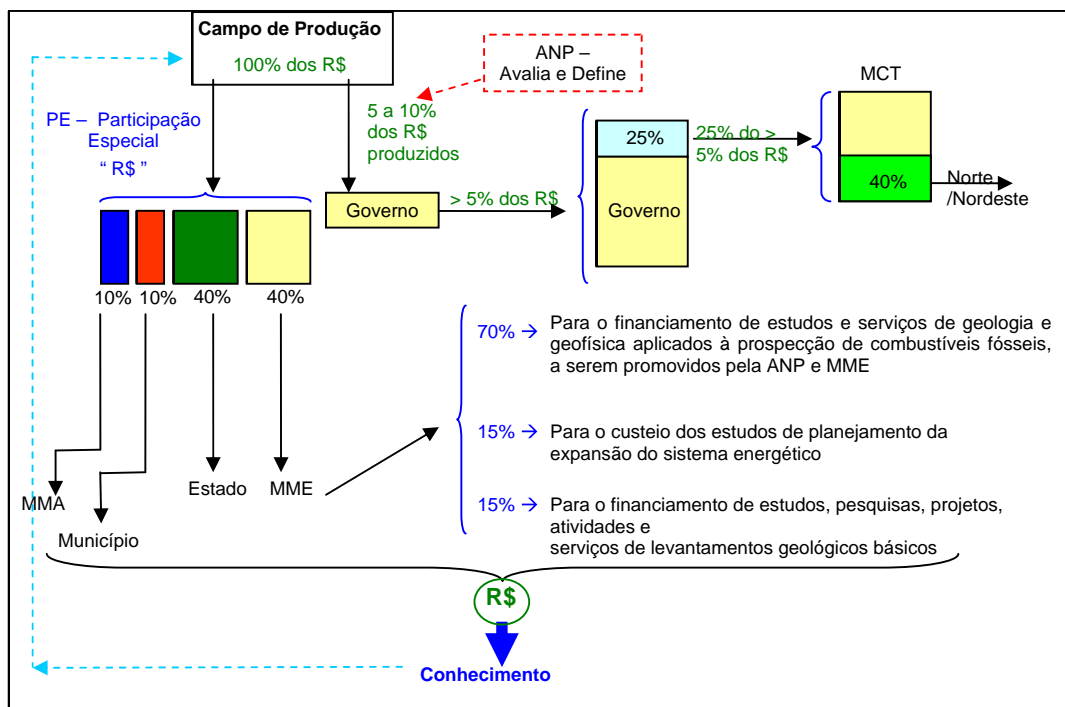 Campo de Produção
100% dos R$
ANP –
Avalia e Define
MCT
PE – Participação
Especial
“ R$ ”
5 a 10%
dos R$
produzidos
25%
25% do >
5% dos R$
40%
Norte
/Nordeste
Governo
> 5% dos R$
Governo
10%
10%
40%
40%
70% → Para o financiamento de estudos e serviços de geologia e
geofísica aplicados à prospecção de combustíveis fósseis,
a serem promovidos pela ANP e MME
15% → Para o custeio dos estudos de planejamento da
expansão do sistema energético
15% → Para o financiamento de estudos, pesquisas, projetos,
atividades e
serviços de levantamentos geológicos básicos
MMA
Município
Estado
MME
R$
Conhecimento